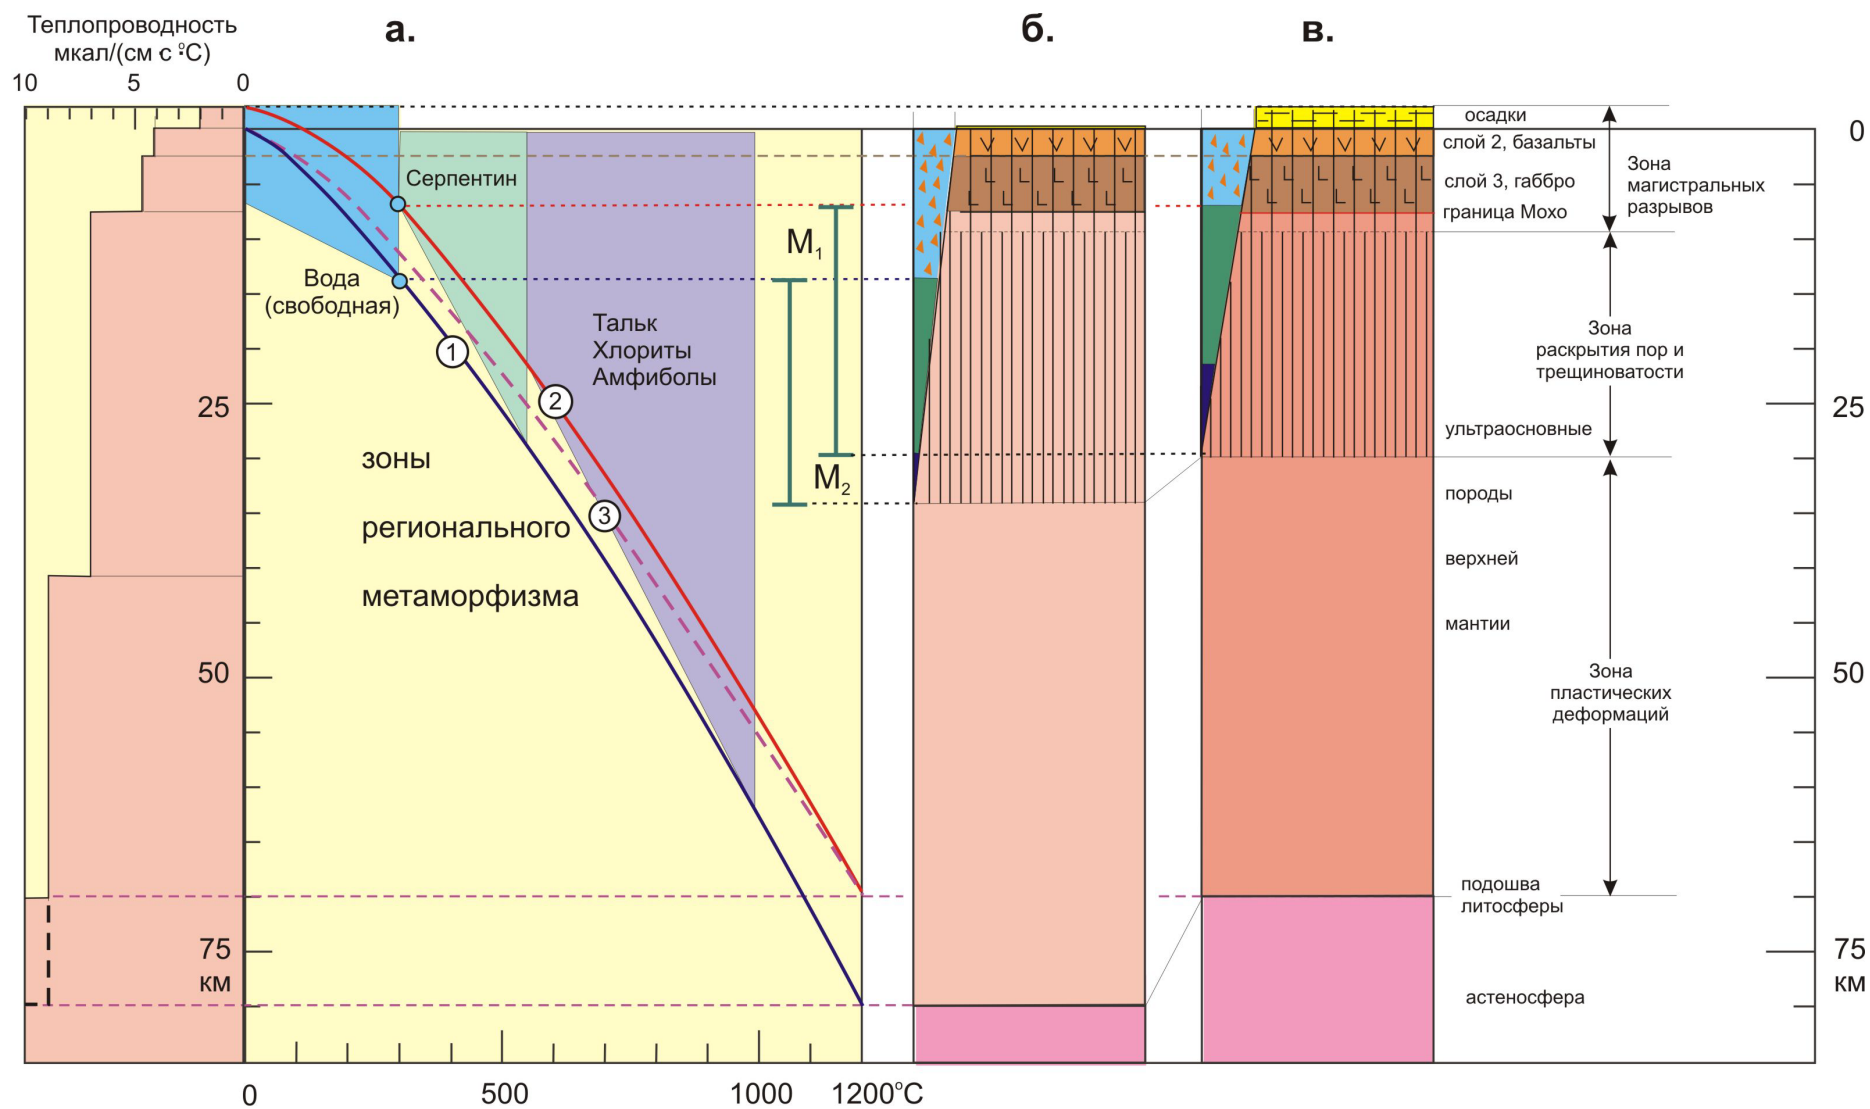 Теплопроводность
мкал/(см с °С)
10 5 0
а.
б.
в.
Серпентин
Вода
(свободная)
Тальк
Хлориты
Амфиболы
1
2
3
зоны
регионального
метаморфизма
М1
М2
25
50
75
км
0 500 1000 1200°С
осадки
слой 2, базальты
слой 3, габбро
граница Мохо
ультраосновные
породы
верхней
мантии
подошва
литосферы
астеносфера
Зона
магистральных
разрывов
Зона
раскрытия пор и
трещиноватости
Зона
пластических
деформаций
0
25
50
75
км